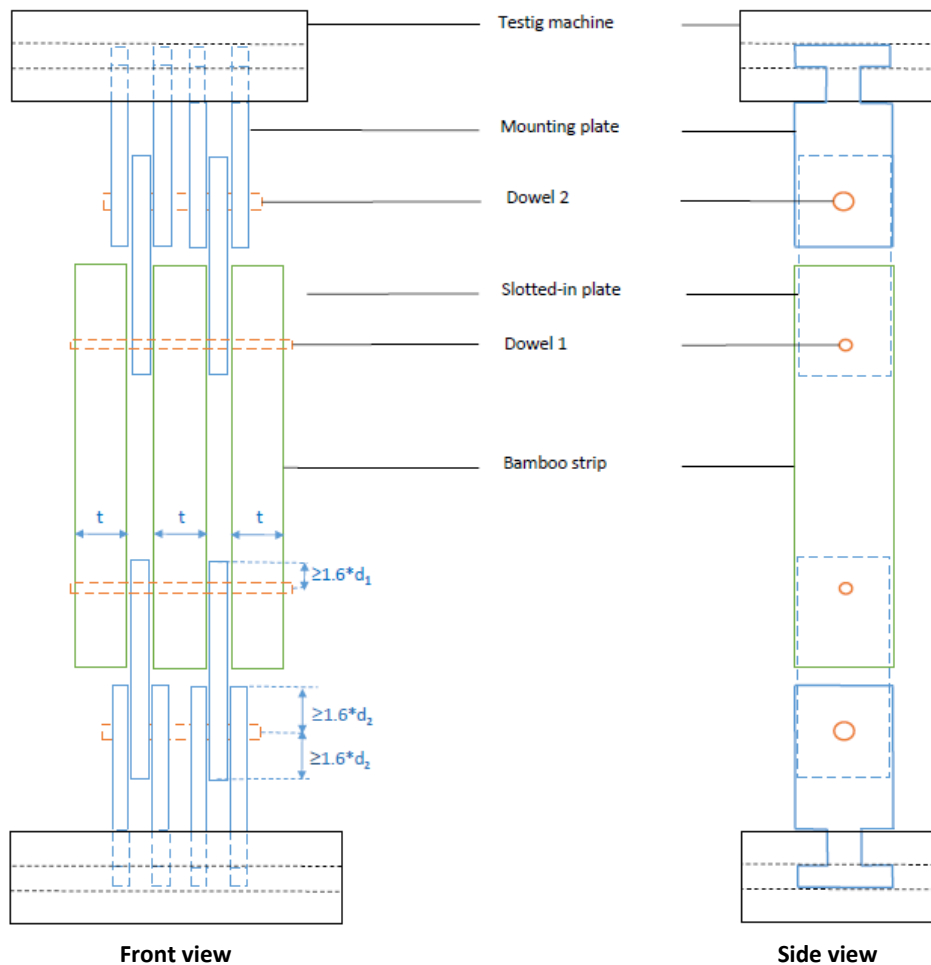 Testig machine
Mounting plate
Dowel 2
Slotted-in plate
Dowel 1
Bamboo strip
t t t
≥1.6*d₁
≥1.6*d₂
≥1.6*d₂
Front view Side view